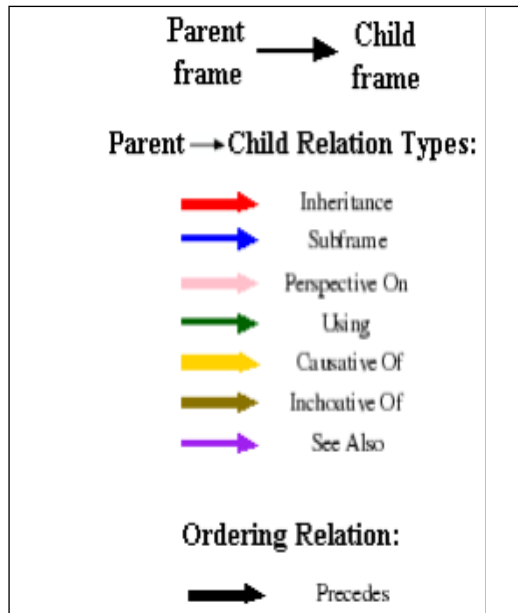 Parent frame Child frame
Parent → Child Relation Types:
Inheritance
Subframe
Perspective On
Using
Causative Of
Inchoative Of
See Also
Ordering Relation:
Precedes